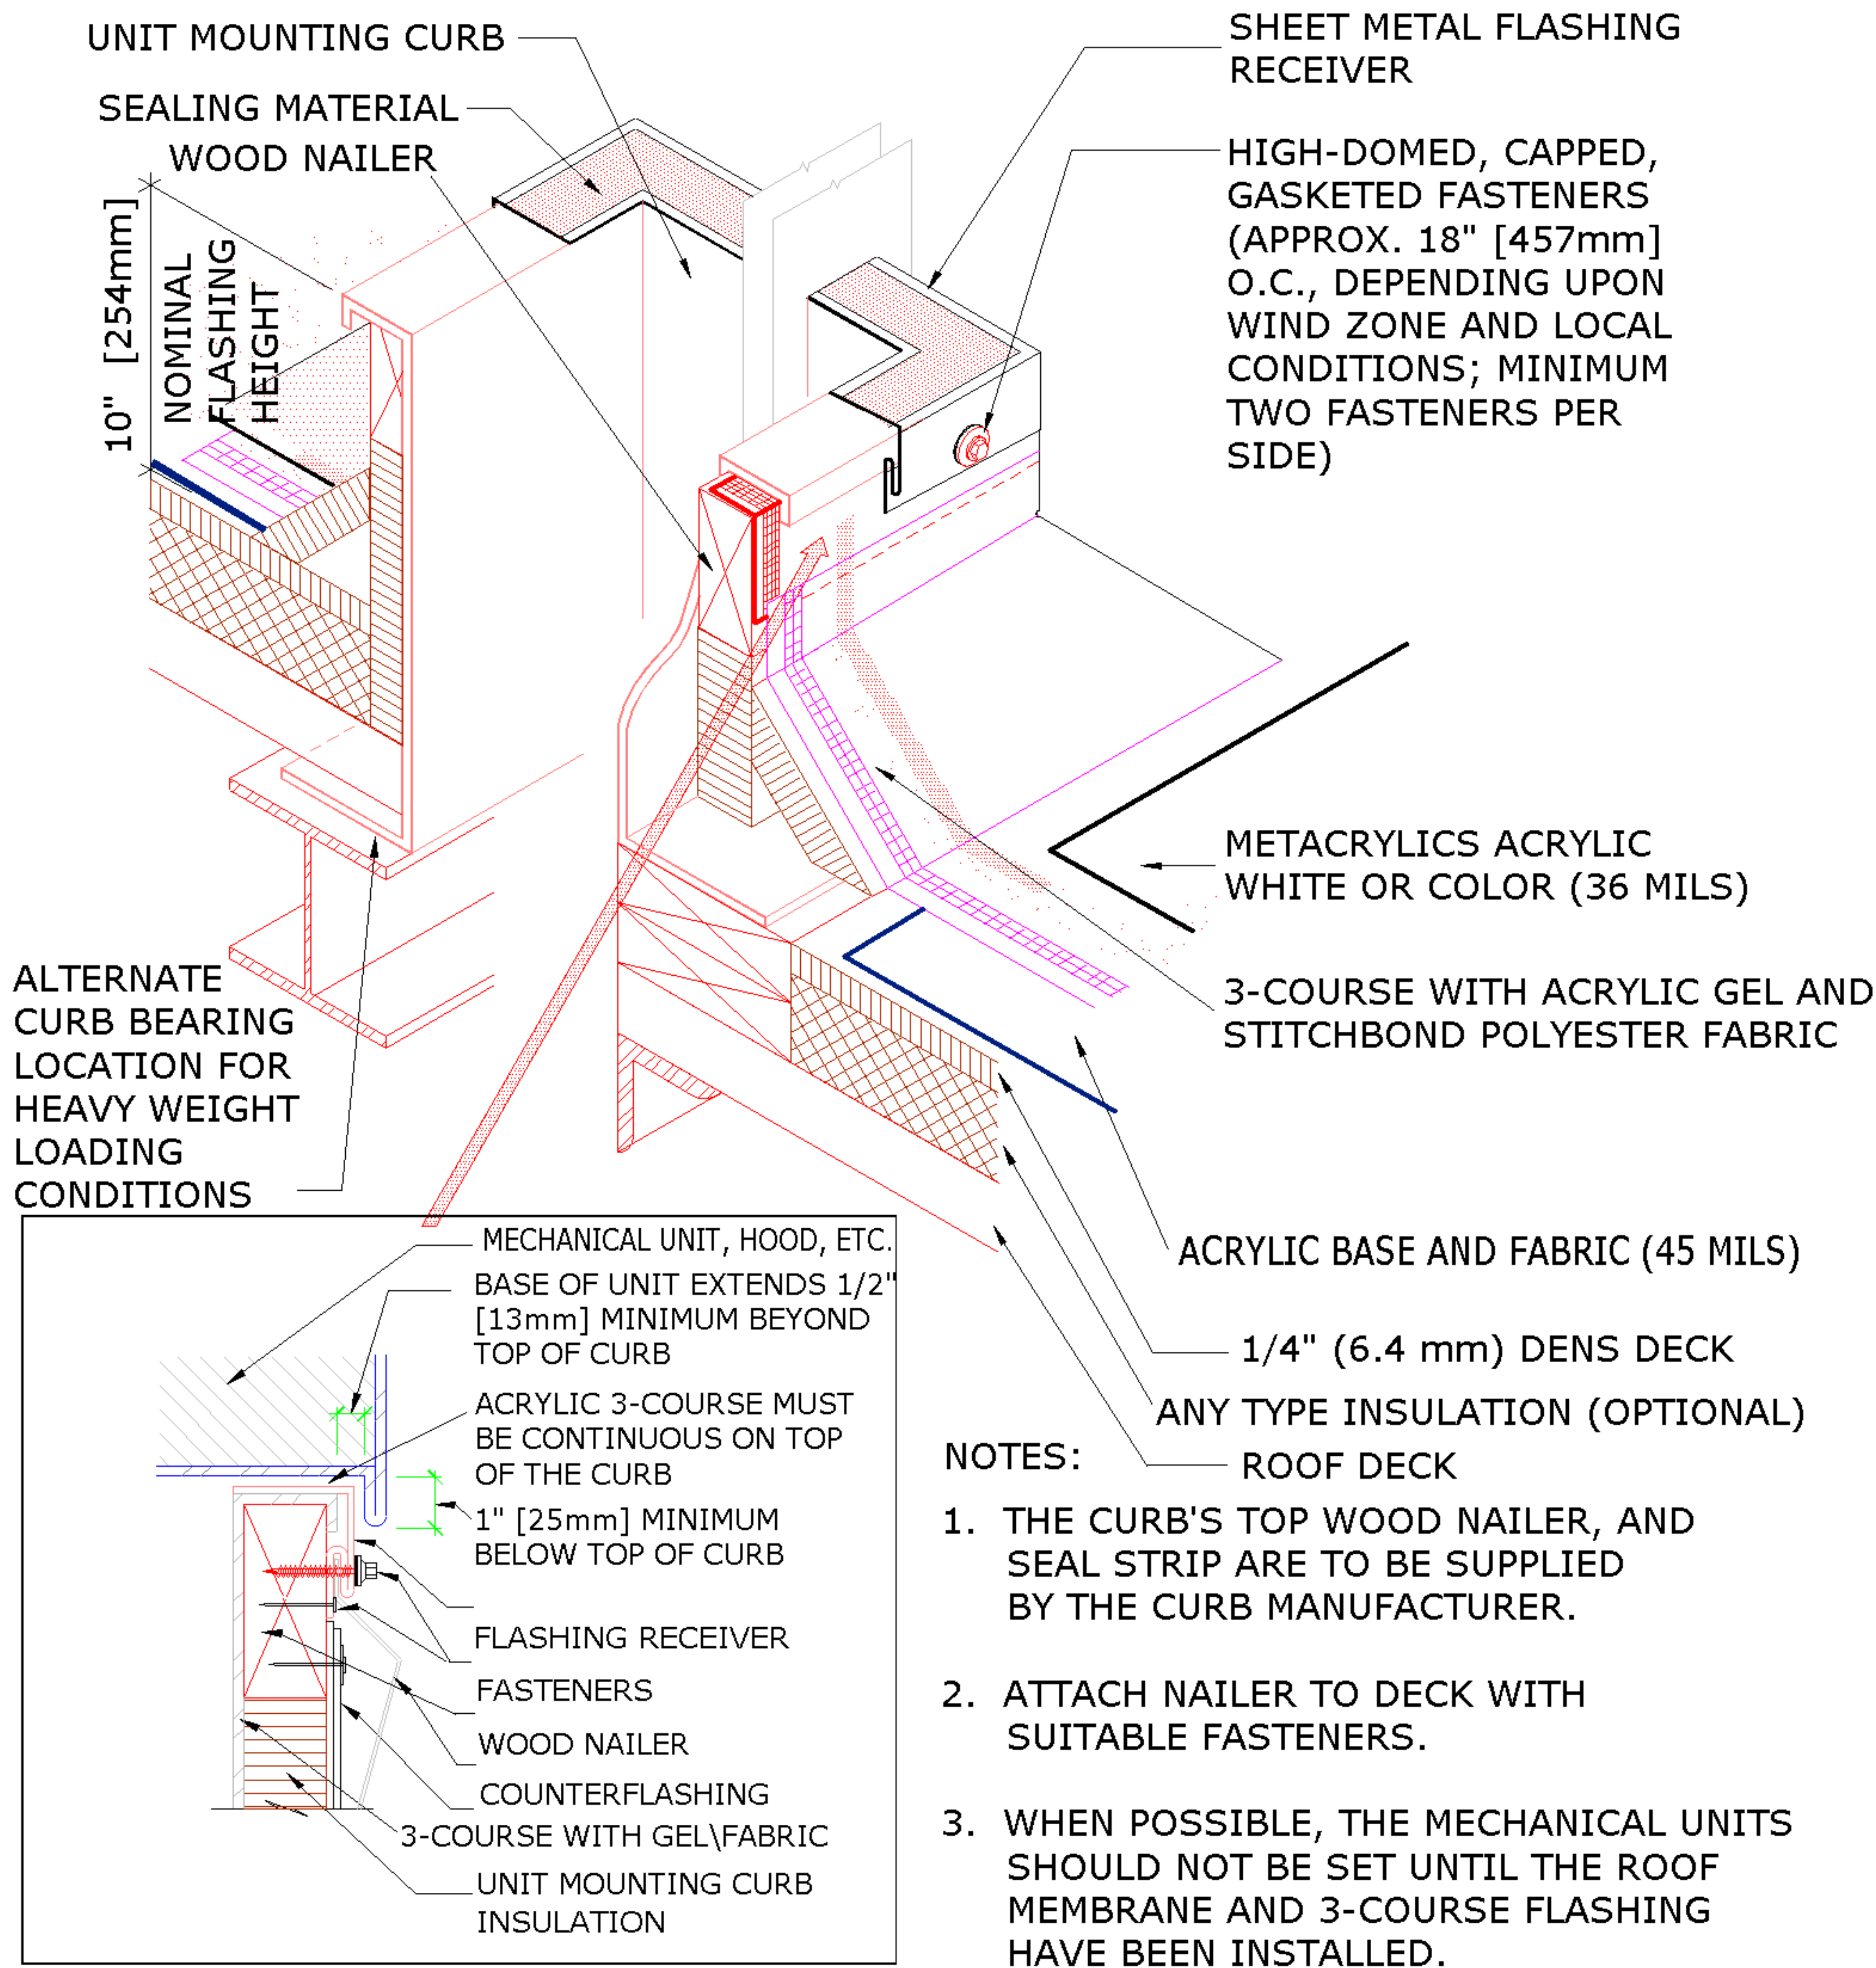 UNIT MOUNTING CURB
SEALING MATERIAL
WOOD NAILER
10" [254mm]
NOMINAL
FLASHING
HEIGHT
SHEET METAL FLASHING
RECEIVER
HIGH-DOMED, CAPPED,
GASKETED FASTENERS
(APPROX. 18" [457mm]
O.C., DEPENDING UPON
WIND ZONE AND LOCAL
CONDITIONS; MINIMUM
TWO FASTENERS PER
SIDE)
METACRYLICS ACRYLIC
WHITE OR COLOR (36 MILS)
3-COURSE WITH ACRYLIC GEL AND
STITCHBOND POLYESTER FABRIC
ALTERNATE
CURB BEARING
LOCATION FOR
HEAVY WEIGHT
LOADING
CONDITIONS
ACRYLIC BASE AND FABRIC (45 MILS)
1/4" (6.4 mm) DENS DECK
ANY TYPE INSULATION (OPTIONAL)
ROOF DECK
MECHANICAL UNIT, HOOD, ETC.
BASE OF UNIT EXTENDS 1/2"
[13mm] MINIMUM BEYOND
TOP OF CURB
ACRYLIC 3-COURSE MUST
BE CONTINUOUS ON TOP
OF THE CURB
1" [25mm] MINIMUM
BELOW TOP OF CURB
FLASHING RECEIVER
FASTENERS
WOOD NAILER
COUNTERFLASHING
3-COURSE WITH GEL\FABRIC
UNIT MOUNTING CURB
INSULATION
NOTES:
1. THE CURB'S TOP WOOD NAILER, AND
SEAL STRIP ARE TO BE SUPPLIED
BY THE CURB MANUFACTURER.
2. ATTACH NAILER TO DECK WITH
SUITABLE FASTENERS.
3. WHEN POSSIBLE, THE MECHANICAL UNITS
SHOULD NOT BE SET UNTIL THE ROOF
MEMBRANE AND 3-COURSE FLASHING
HAVE BEEN INSTALLED.